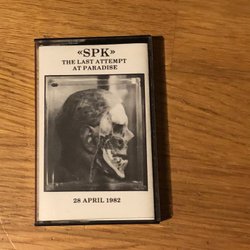 «SPK»
THE LAST ATTEMPT
AT PARADISE
28 APRIL 1982